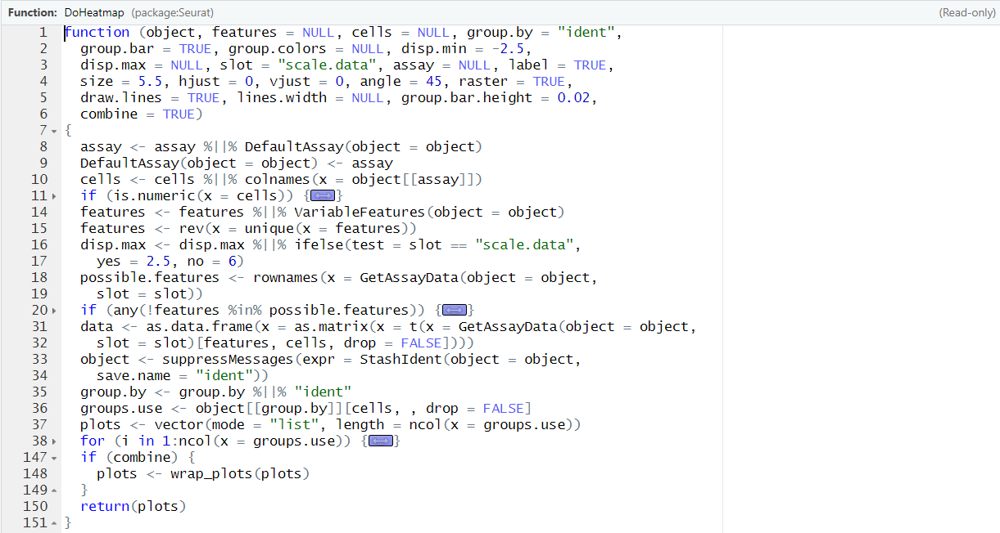 Function: DoHeatmap (package:Seurat) (Read-only)
1 function (object, features = NULL, cells = NULL, group.by = "ident",
2 group.bar = TRUE, group.colors = NULL, disp.min = -2.5,
3 disp.max = NULL, slot = "scale.data", assay = NULL, label = TRUE,
4 size = 5.5, hjust = 0, vjust = 0, angle = 45, raster = TRUE,
5 draw.lines = TRUE, lines.width = NULL, group.bar.height = 0.02,
6 combine = TRUE)
7 {
8 assay <- assay %||% DefaultAssay(object = object)
9 DefaultAssay(object = object) <- assay
10 cells <- cells %||% colnames(x = object[[assay]])
11 if (is.numeric(x = cells)) {↔}
14 features <- features %||% VariableFeatures(object = object)
15 features <- rev(x = unique(x = features))
16 disp.max <- disp.max %||% ifelse(test = slot == "scale.data",
17 yes = 2.5, no = 6)
18 possible.features <- rownames(x = GetAssayData(object = object,
19 slot = slot))
20 if (any(!features %in% possible.features)) {↔}
31 data <- as.data.frame(x = as.matrix(x = t(x = GetAssayData(object = object,
32 slot = slot)[features, cells, drop = FALSE])))
33 object <- suppressMessages(expr = StashIdent(object = object,
34 save.name = "ident"))
35 group.by <- group.by %||% "ident"
36 groups.use <- object[[group.by]][cells, , drop = FALSE]
37 plots <- vector(mode = "list", length = ncol(x = groups.use))
38 for (i in 1:ncol(x = groups.use)) {↔}
147 if (combine) {
148 plots <- wrap_plots(plots)
149 }
150 return(plots)
151 }